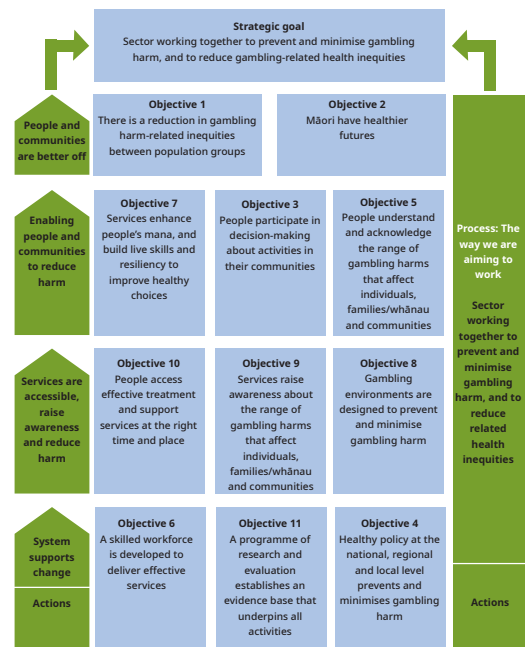 Strategic goal
Sector working together to prevent and minimise gambling
harm, and to reduce gambling-related health inequities
People and
communities
are better off
Objective 1
There is a reduction in gambling
harm-related inequities
between population groups
Objective 2
Māori have healthier
futures
Enabling
people and
communities
to reduce
harm
Objective 7
Services enhance
people’s mana, and
build live skills and
resiliency to
improve healthy
choices
Objective 3
People participate in
decision-making
about activities in
their communities
Objective 5
People understand
and acknowledge
the range of
gambling harms
that affect
individuals,
families/whānau
and communities
Services are
accessible,
raise
awareness
and reduce
harm
Objective 10
People access
effective treatment
and support
services at the right
time and place
Objective 9
Services raise
awareness about
the range of
gambling harms
that affect
individuals,
families/whānau
and communities
Objective 8
Gambling
environments are
designed to prevent
and minimise
gambling harm
System
supports
change
Actions
Objective 6
A skilled workforce
is developed to
deliver effective
services
Objective 11
A programme of
research and
evaluation
establishes an
evidence base that
underpins all
activities
Objective 4
Healthy policy at the
national, regional
and local level
prevents and
minimises gambling
harm
Process: The
way we are
aiming to
work
Sector
working
together to
prevent and
minimise
gambling
harm, and to
reduce
related
health
inequities
Actions